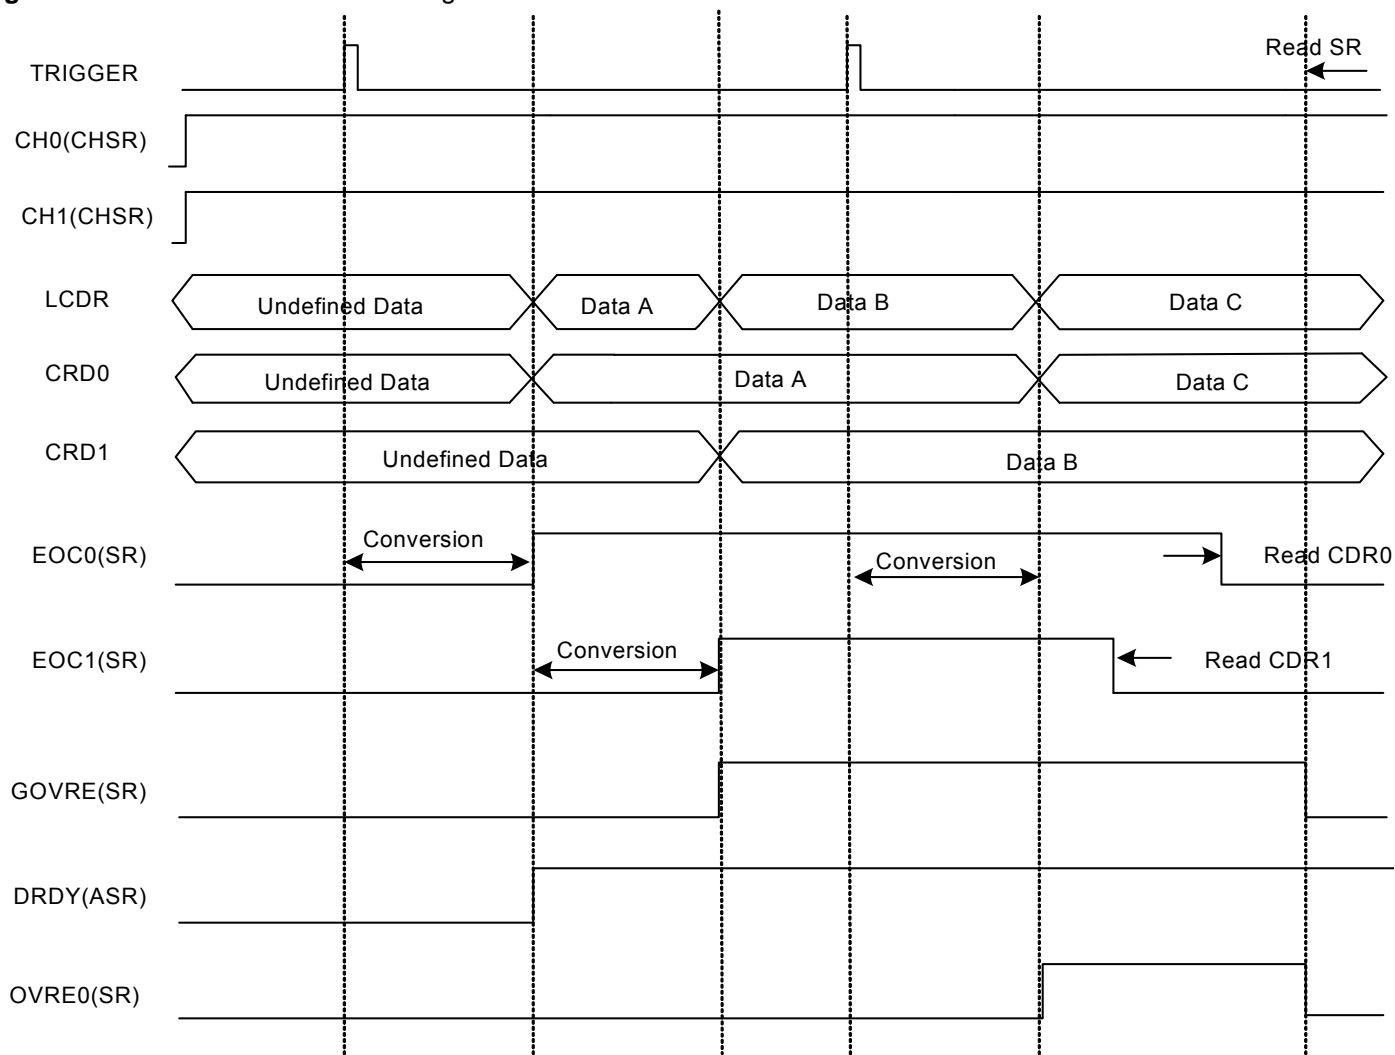 TRIGGER
Read SR
CH0(CHSR)
CH1(CHSR)
LCDR
Undefined Data
Data A
Data B
Data C
CRD0
Undefined Data
Data A
Data C
CRD1
Undefined Data
Data B
EOC0(SR)
Conversion
Conversion
Read CDR0
EOC1(SR)
Conversion
Read CDR1
GOVRE(SR)
DRDY(ASR)
OVRE0(SR)